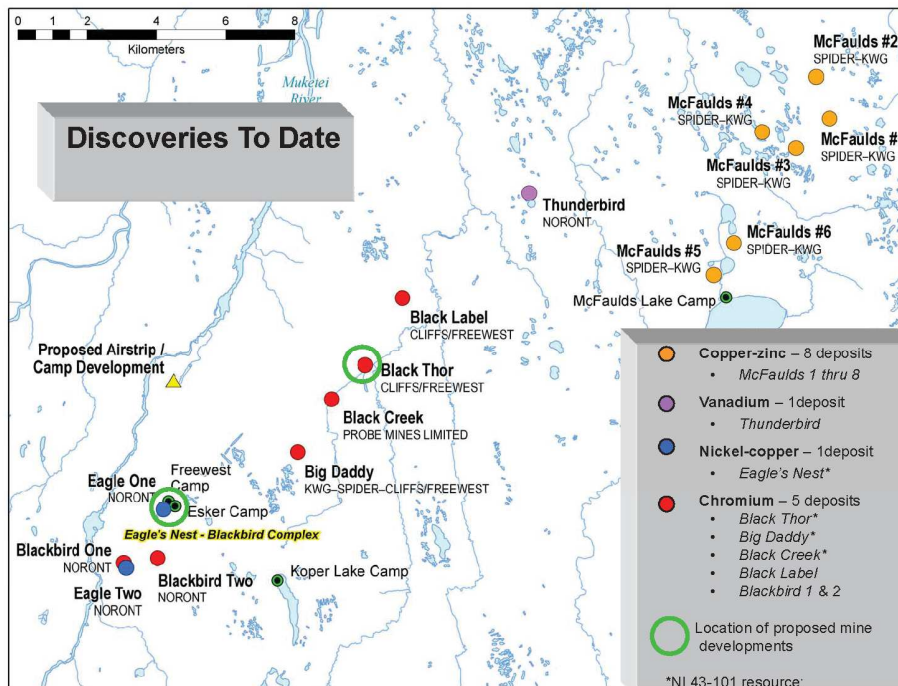 0 1 2 4 6 8
Kilometers
Muketei
River
Discoveries To Date
McFaulds #2
SPIDER–KWG
McFaulds #4
SPIDER–KWG
McFaulds #
SPIDER–KWG
McFaulds #3
SPIDER–KWG
Thunderbird
NORONT
McFaulds #6
SPIDER–KWG
McFaulds #5
SPIDER–KWG
McFaulds Lake Camp
Black Label
CLIFFS/FREEWEST
Proposed Airstrip /
Camp Development
Black Thor
CLIFFS/FREEWEST
Black Creek
PROBE MINES LIMITED
Big Daddy
KWG–SPIDER–CLIFFS/FREEWEST
Eagle One
NORONT
Freewest
Camp
Esker Camp
Eagle's Nest - Blackbird Complex
Blackbird One
NORONT
Eagle Two
NORONT
Blackbird Two
NORONT
Koper Lake Camp
Copper-zinc – 8 deposits
• McFaulds 1 thru 8
Vanadium – 1deposit
• Thunderbird
Nickel-copper – 1deposit
• Eagle's Nest*
Chromium – 5 deposits
• Black Thor*
• Big Daddy*
• Black Creek*
• Black Label
• Blackbird 1 & 2
Location of proposed mine
developments
*NI 43-101 resource: